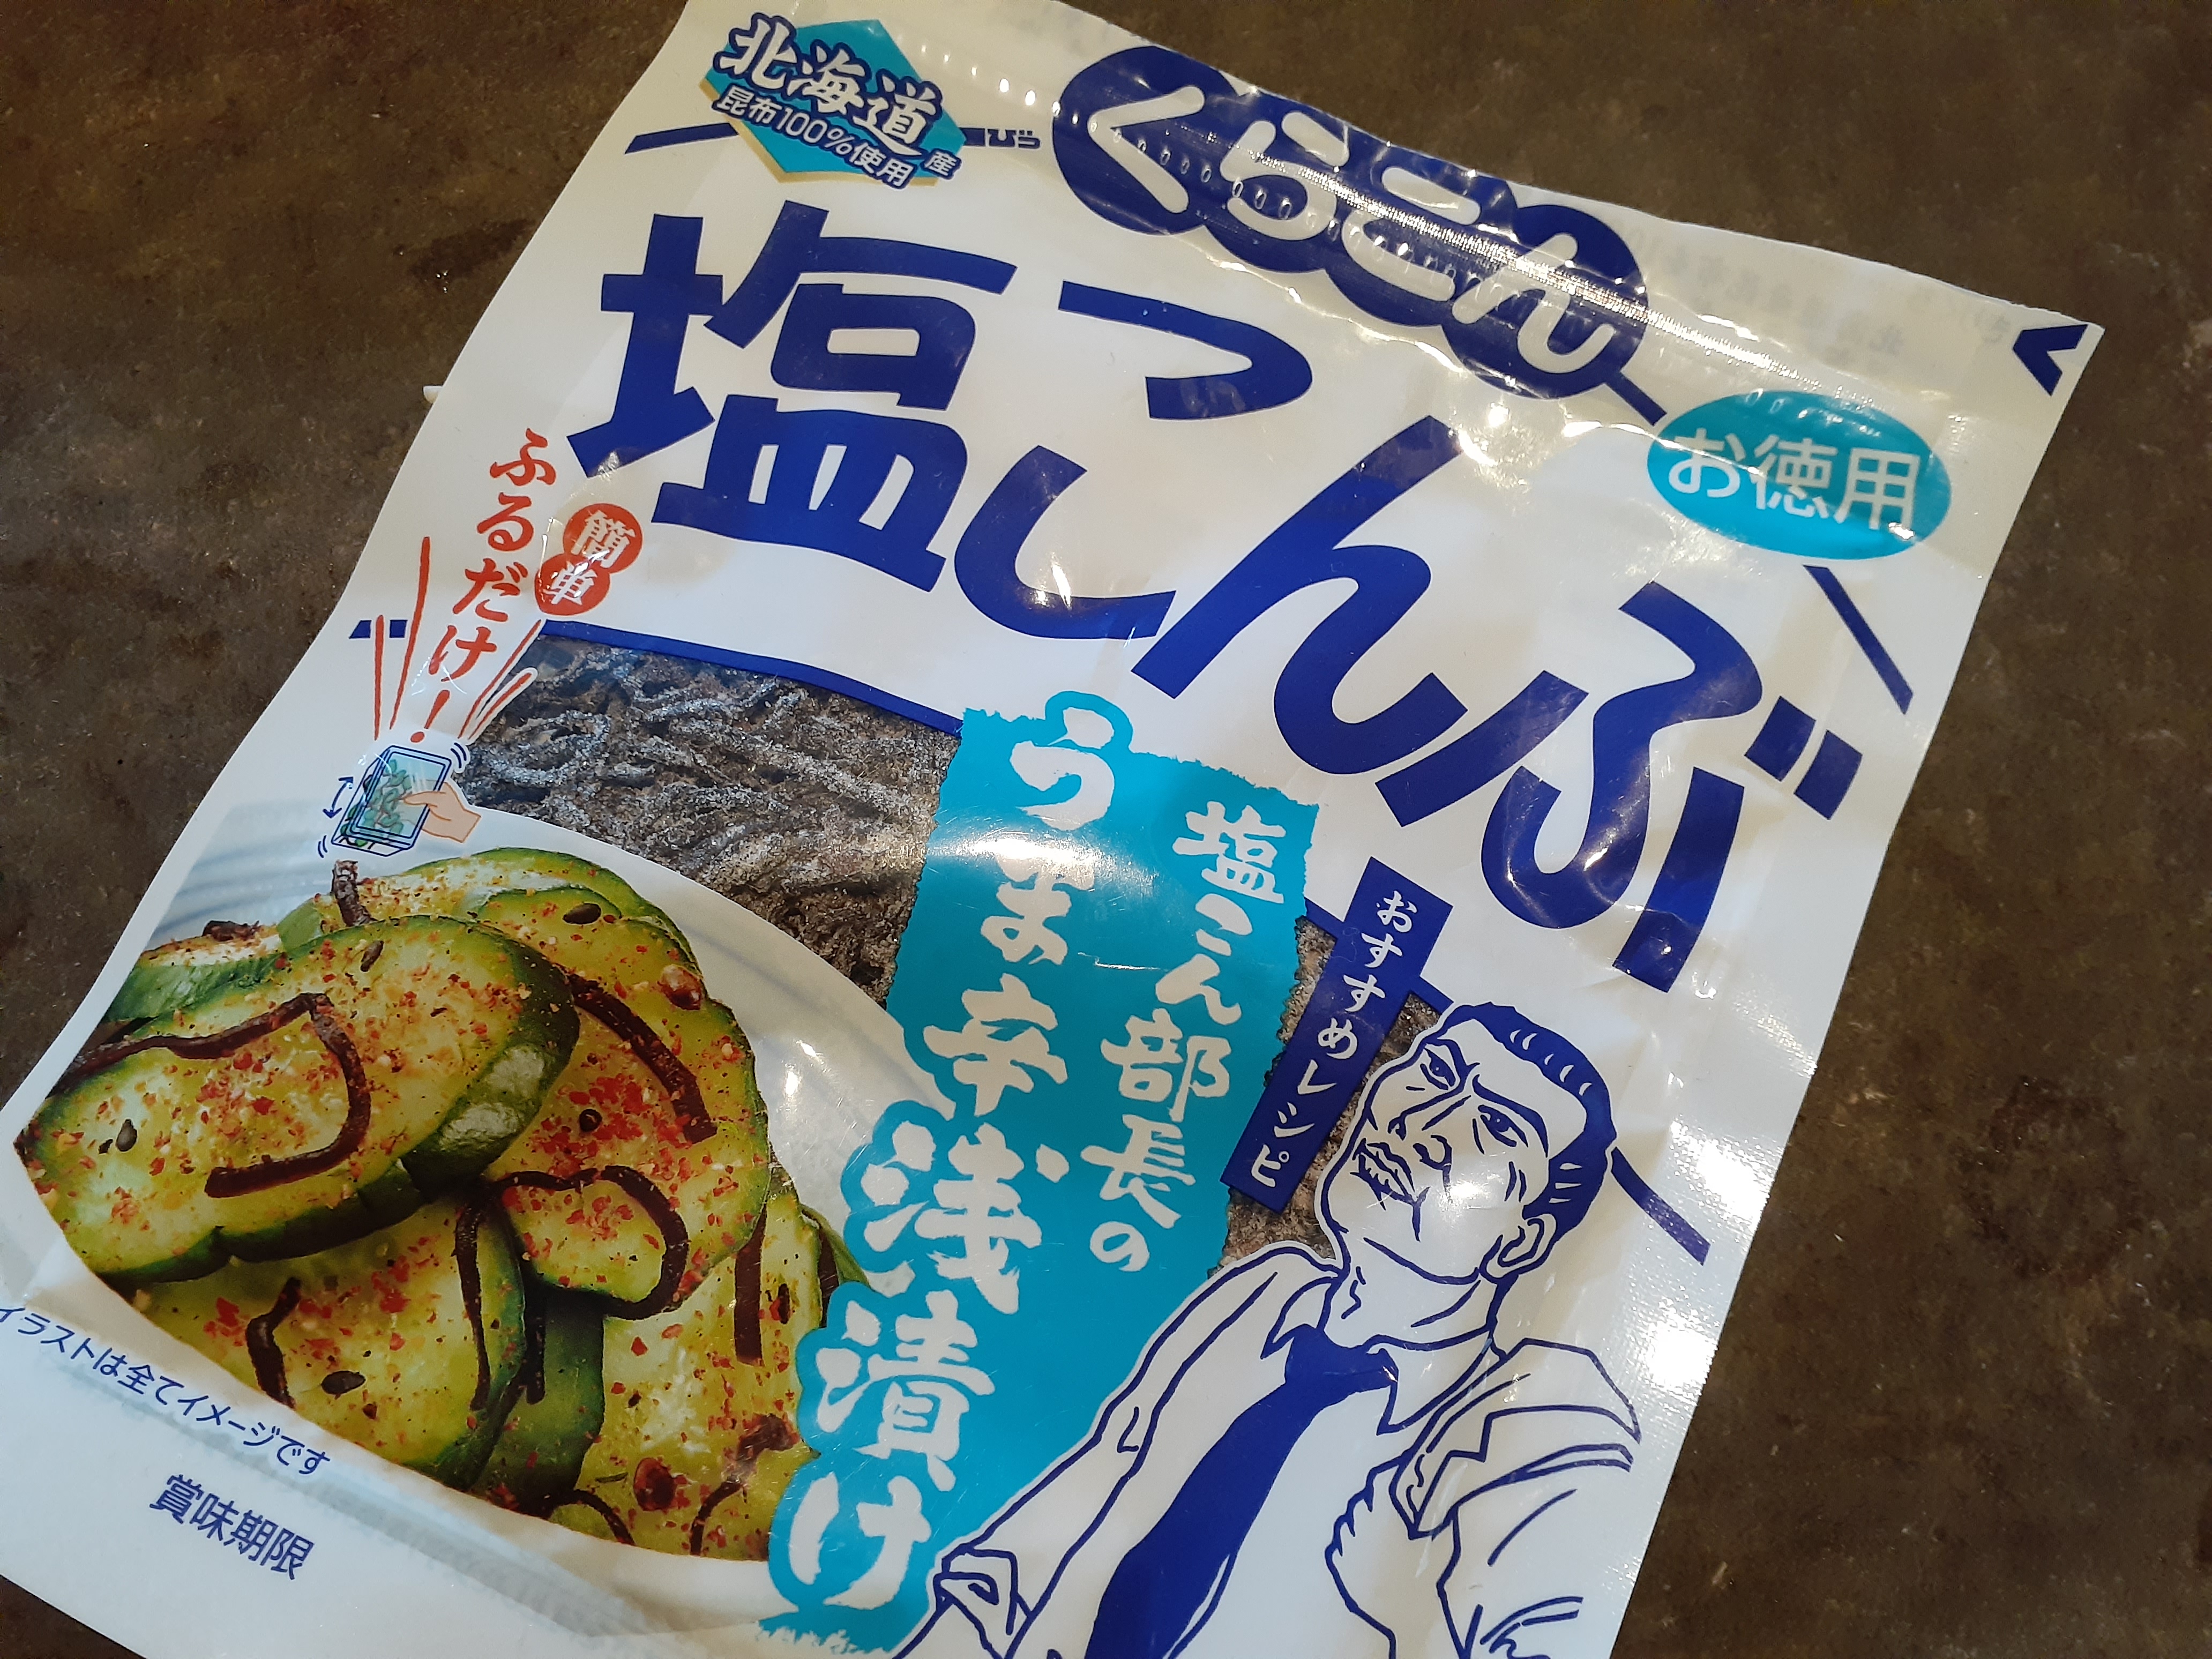 北海道産
昆布100%使用
くらこん
塩こんぶ
お徳用
簡単
ふるだけ!
おすすめレシピ
塩こん部長の
うま辛浅漬け
イラストは全てイメージです
賞味期限